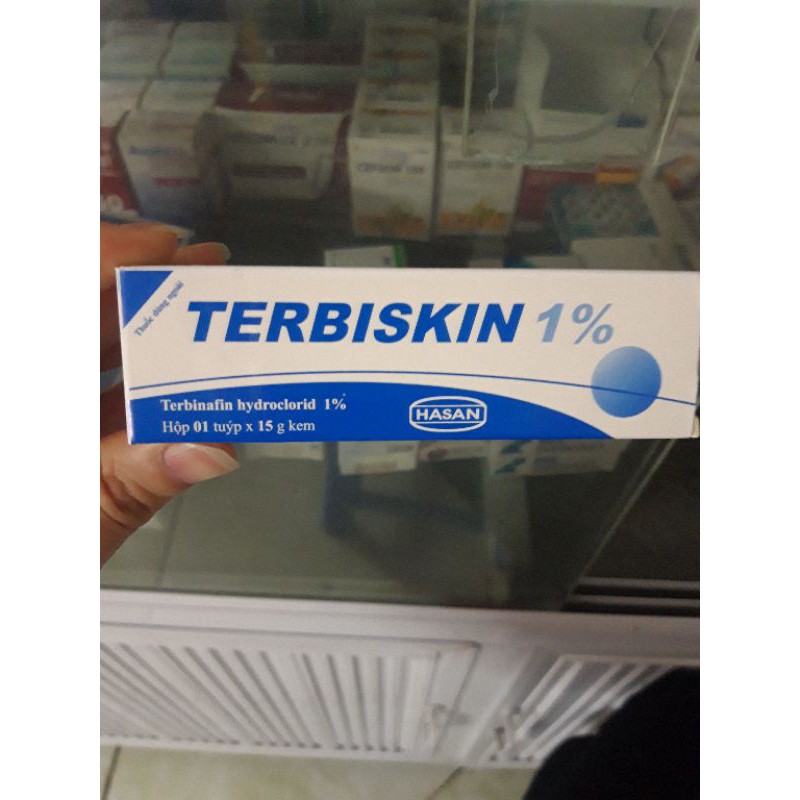 Thuốc dùng ngoài
TERBISKIN 1%
Terbinafin hydroclorid 1%
HASAN
Hộp 01 tuýp x 15 g kem